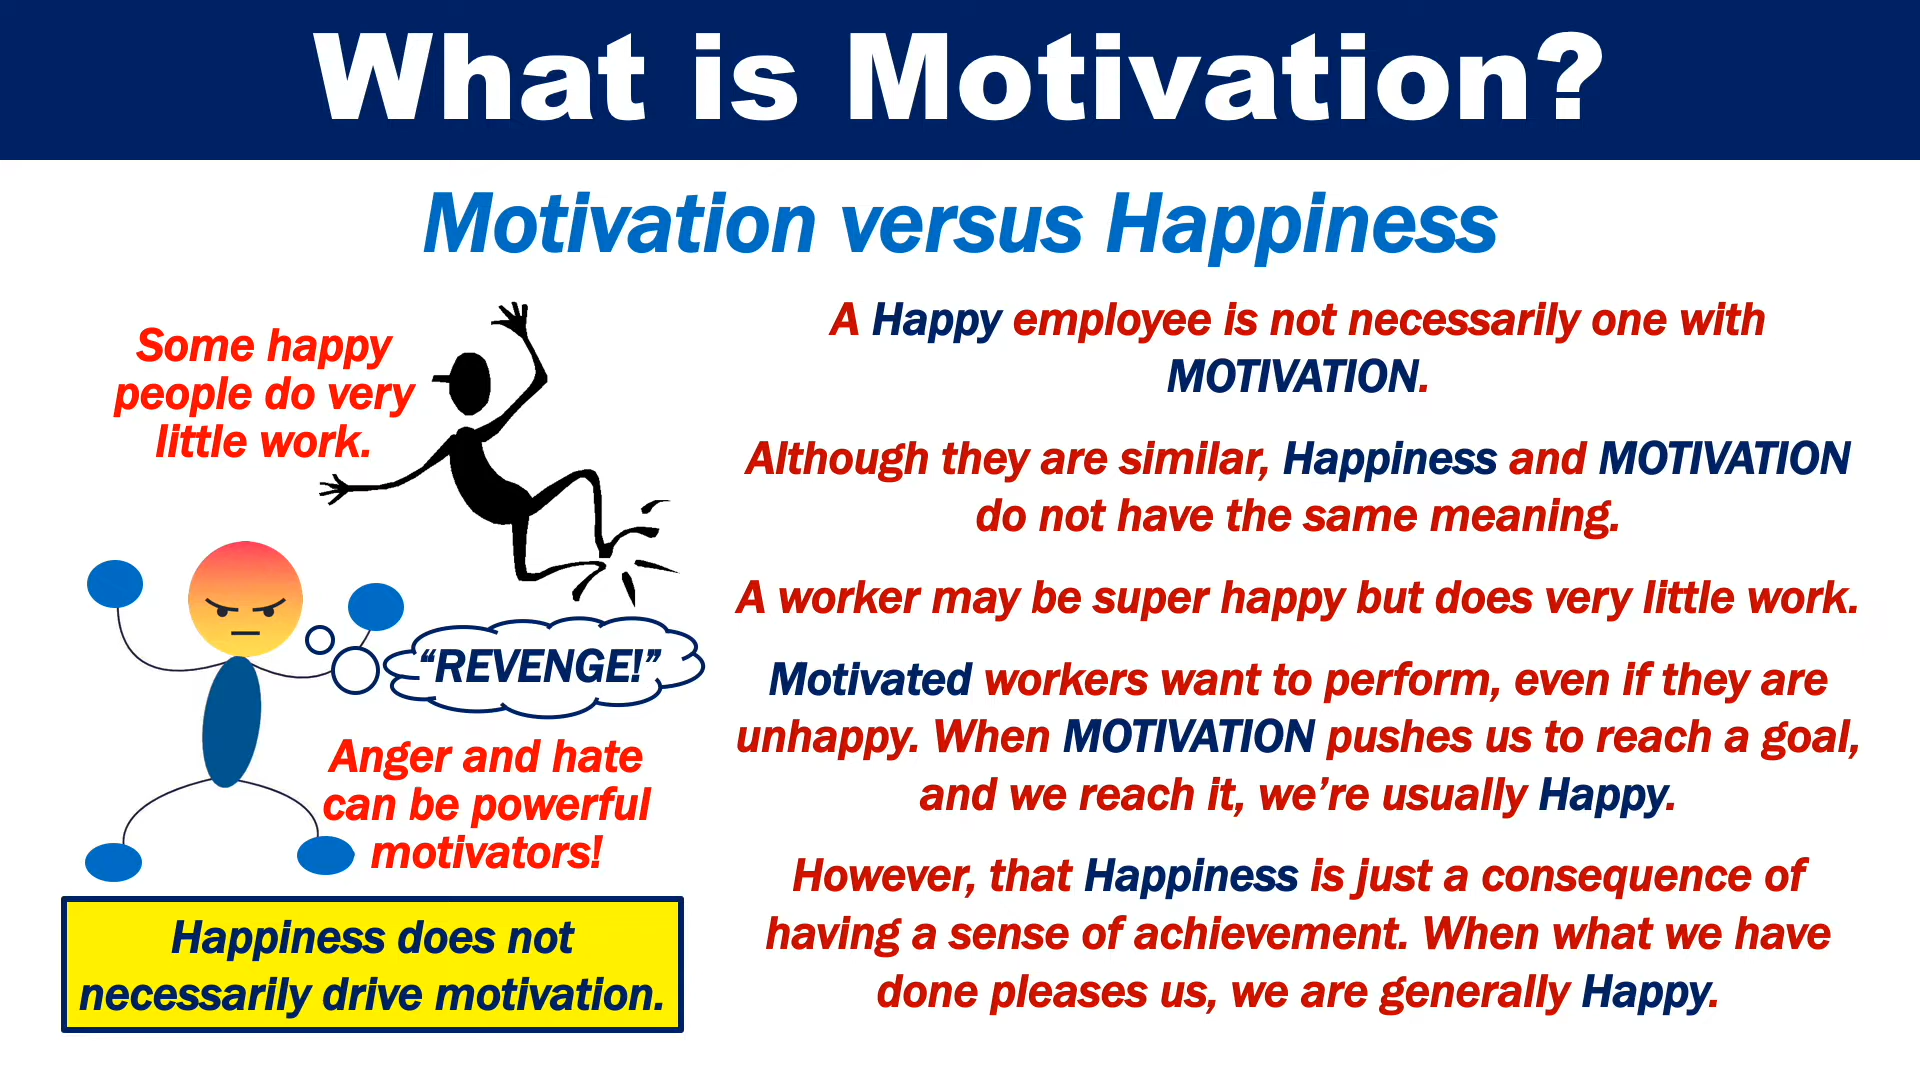 What is Motivation?
Motivation versus Happiness
Some happy
people do very
little work.
“REVENGE!”
Anger and hate
can be powerful
motivators!
Happiness does not
necessarily drive motivation.
A Happy employee is not necessarily one with
MOTIVATION.
Although they are similar, Happiness and MOTIVATION
do not have the same meaning.
A worker may be super happy but does very little work.
Motivated workers want to perform, even if they are
unhappy. When MOTIVATION pushes us to reach a goal,
and we reach it, we’re usually Happy.
However, that Happiness is just a consequence of
having a sense of achievement. When what we have
done pleases us, we are generally Happy.